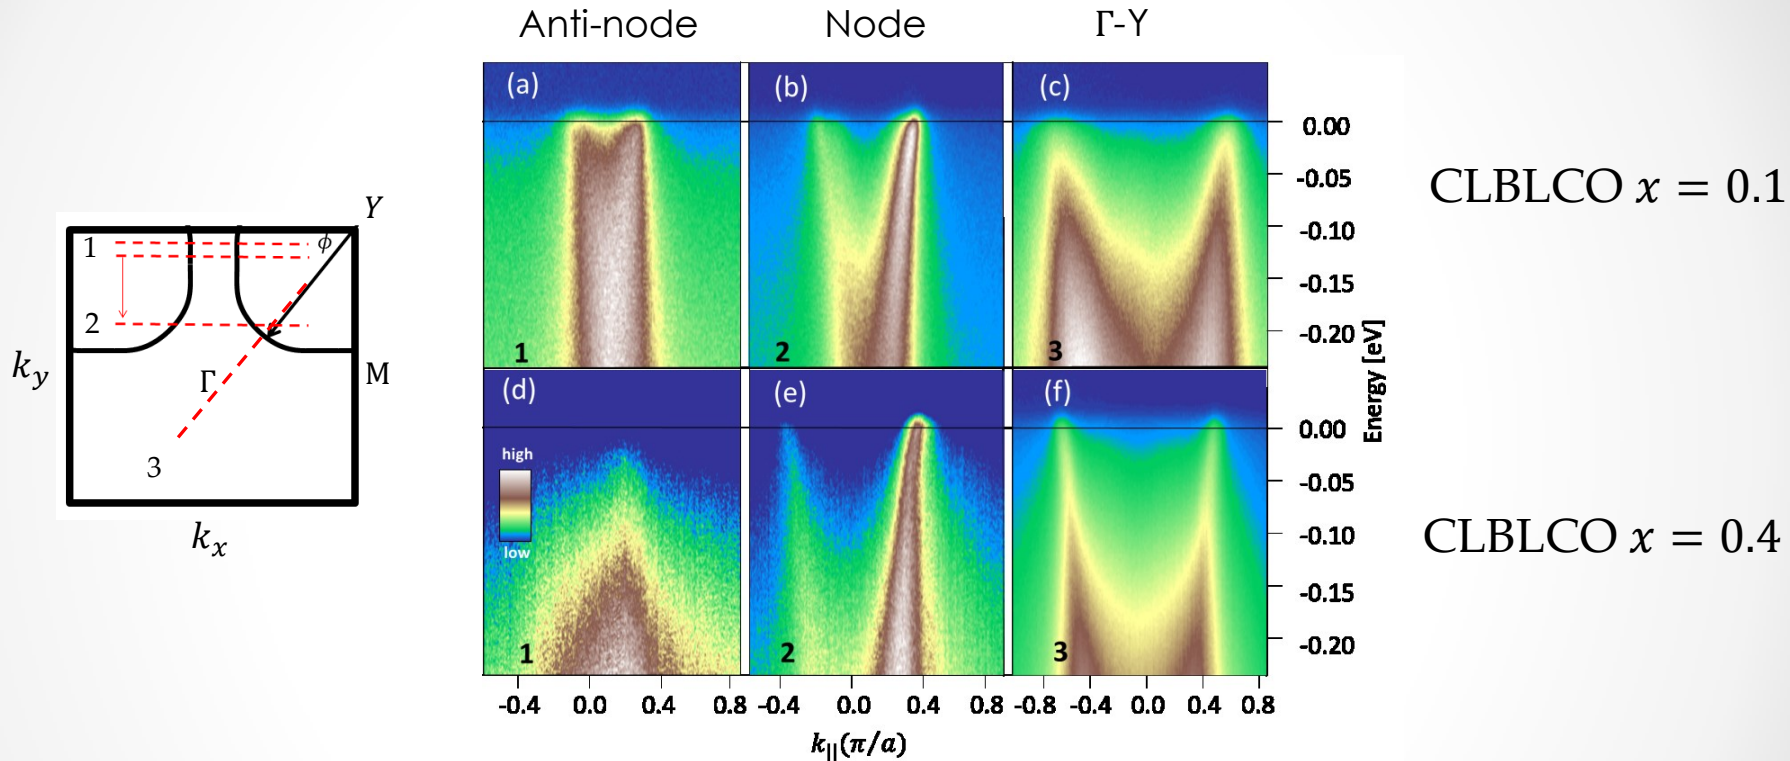 Anti-node Node Γ-Y
(a) (b) (c)
0.00
-0.05
-0.10
-0.15
-0.20
1 2 3
CLBLCO x = 0.1
Y
1
ϕ
2
k_y
Γ
M
3
k_x
(d) (e) (f)
high
low
0.00
-0.05
-0.10
-0.15
-0.20
Energy [eV]
1 2 3
CLBLCO x = 0.4
-0.4 0.0 0.4 0.8 -0.4 0.0 0.4 0.8 -0.8 -0.4 0.0 0.4 0.8
k_||(π/a)